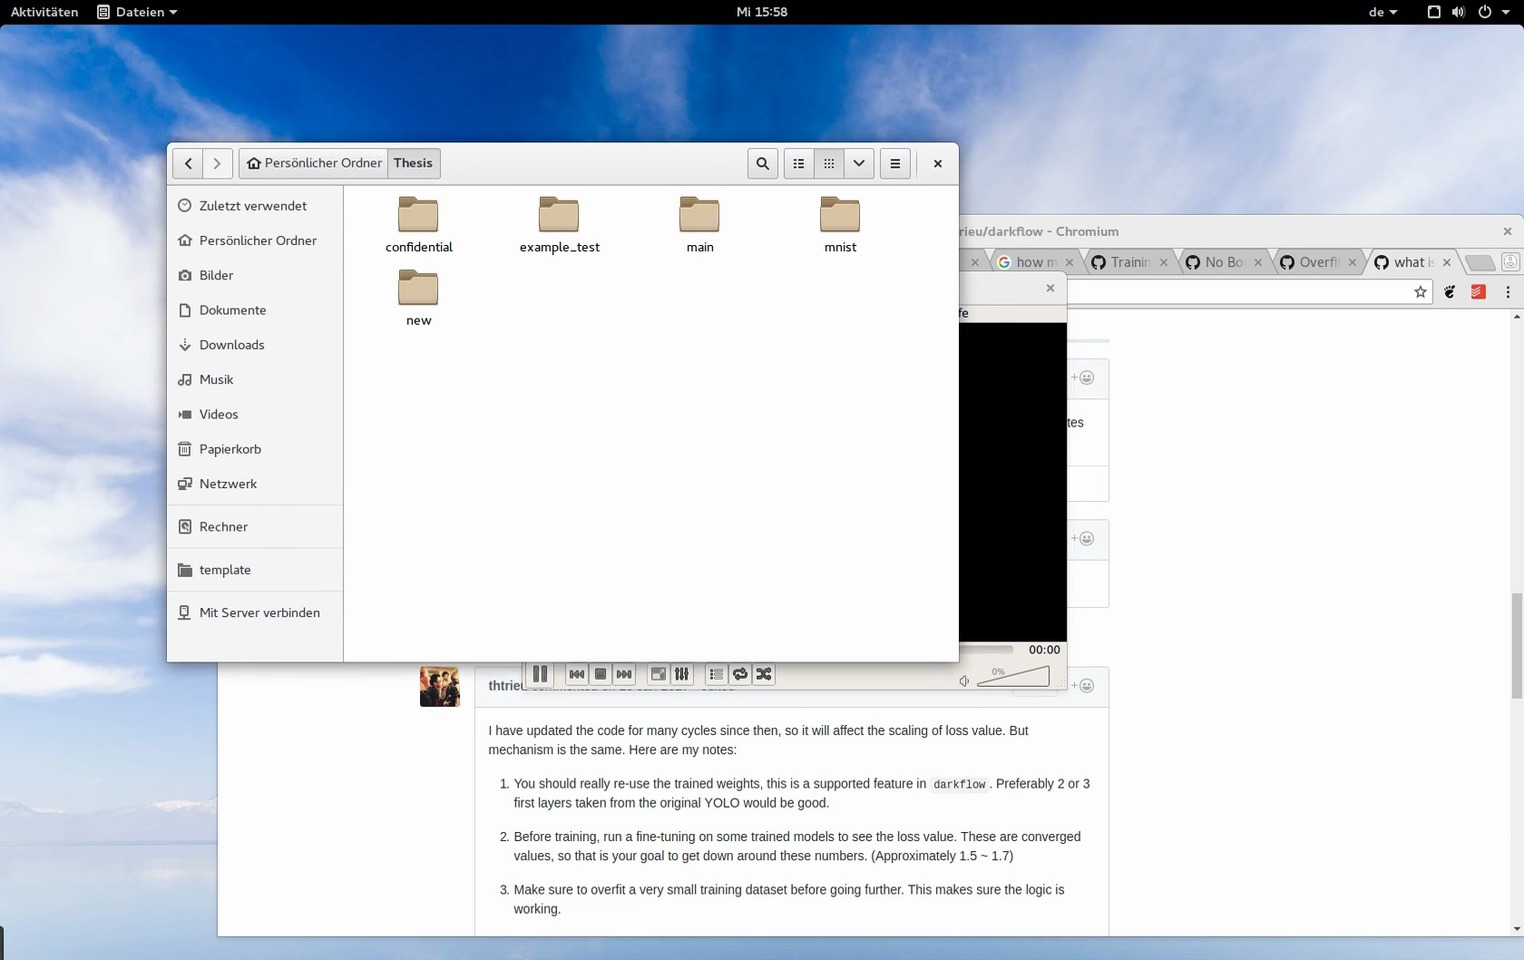 Aktivitäten Dateien Mi 15:58 de
Persönlicher Ordner Thesis
Zuletzt verwendet
Persönlicher Ordner
Bilder
Dokumente
Downloads
Musik
Videos
Papierkorb
Netzwerk
Rechner
template
Mit Server verbinden
confidential example_test main mnist
new
rieu/darkflow - Chromium
how m Trainin No Bo Overfi what is
fe
tes
00:00
0%
I have updated the code for many cycles since then, so it will affect the scaling of loss value. But
mechanism is the same. Here are my notes:
1. You should really re-use the trained weights, this is a supported feature in darkflow . Preferably 2 or 3
first layers taken from the original YOLO would be good.
2. Before training, run a fine-tuning on some trained models to see the loss value. These are converged
values, so that is your goal to get down around these numbers. (Approximately 1.5 ~ 1.7)
3. Make sure to overfit a very small training dataset before going further. This makes sure the logic is
working.